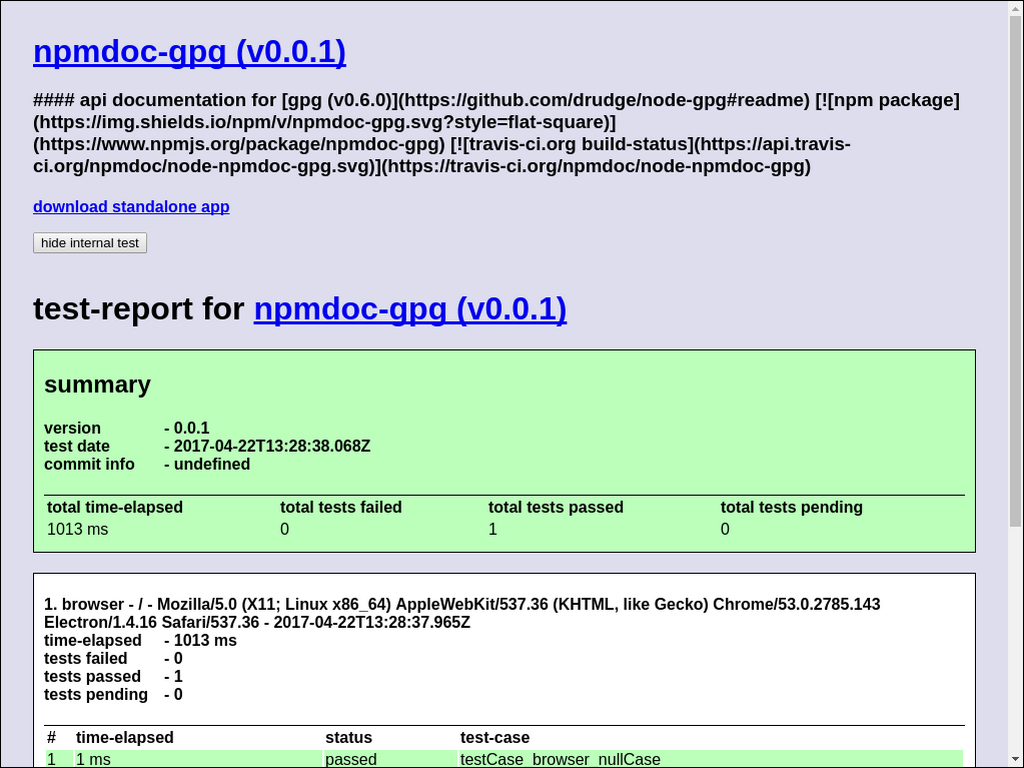 npmdoc-gpg (v0.0.1)
#### api documentation for [gpg (v0.6.0)](https://github.com/drudge/node-gpg#readme) [![npm package]
(https://img.shields.io/npm/v/npmdoc-gpg.svg?style=flat-square)]
(https://www.npmjs.org/package/npmdoc-gpg) [![travis-ci.org build-status](https://api.travis-
ci.org/npmdoc/node-npmdoc-gpg.svg)](https://travis-ci.org/npmdoc/node-npmdoc-gpg)
download standalone app
hide internal test
test-report for npmdoc-gpg (v0.0.1)
summary
version - 0.0.1
test date - 2017-04-22T13:28:38.068Z
commit info - undefined
total time-elapsed total tests failed total tests passed total tests pending
1013 ms 0 1 0
1. browser - / - Mozilla/5.0 (X11; Linux x86_64) AppleWebKit/537.36 (KHTML, like Gecko) Chrome/53.0.2785.143
Electron/1.4.16 Safari/537.36 - 2017-04-22T13:28:37.965Z
time-elapsed - 1013 ms
tests failed - 0
tests passed - 1
tests pending - 0
# time-elapsed status test-case
1 1 ms passed testCase_browser_nullCase